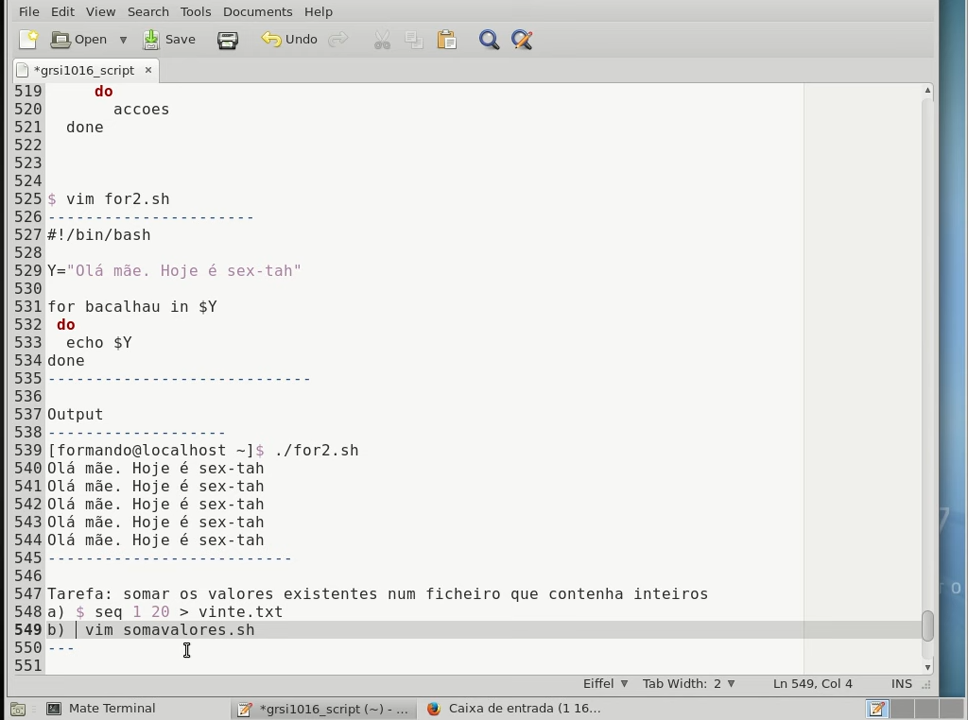 File Edit View Search Tools Documents Help
Open Save Undo
*grsi1016_script ×
519 do
520 accoes
521 done
522
523
524
525 $ vim for2.sh
526 ----------------------
527 #!/bin/bash
528
529 Y="Olá mãe. Hoje é sex-tah"
530
531 for bacalhau in $Y
532 do
533 echo $Y
534 done
535 ----------------------------
536
537 Output
538 -------------------
539 [formando@localhost ~]$ ./for2.sh
540 Olá mãe. Hoje é sex-tah
541 Olá mãe. Hoje é sex-tah
542 Olá mãe. Hoje é sex-tah
543 Olá mãe. Hoje é sex-tah
544 Olá mãe. Hoje é sex-tah
545 --------------------------
546
547 Tarefa: somar os valores existentes num ficheiro que contenha inteiros
548 a) $ seq 1 20 > vinte.txt
549 b) vim somavalores.sh
550 ---
551
Eiffel Tab Width: 2 Ln 549, Col 4 INS
Mate Terminal *grsi1016_script (~) - ... Caixa de entrada (1 16...
7